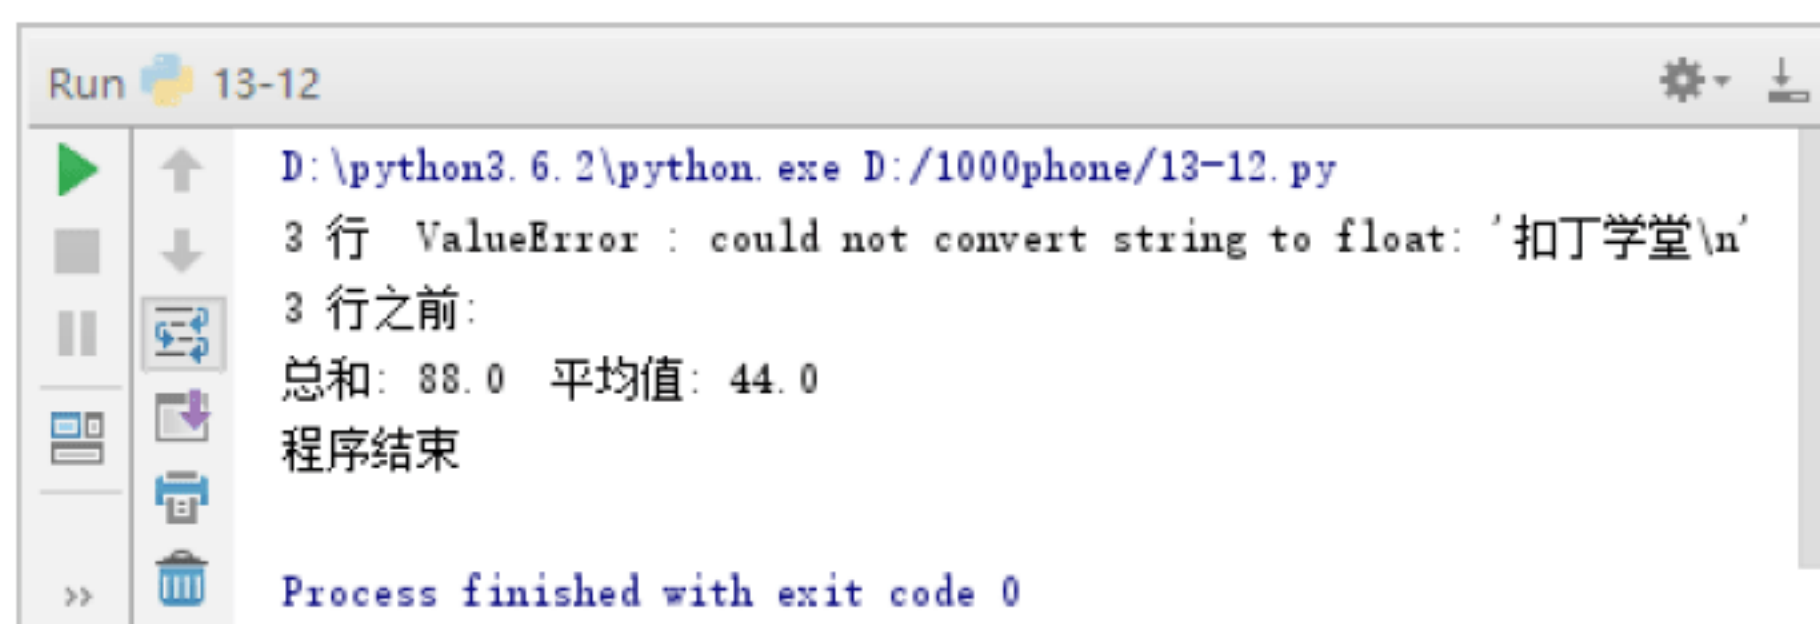 Run 13-12
D:\python3.6.2\python.exe D:/1000phone/13-12.py
3 行  ValueError : could not convert string to float: '扣丁学堂\n'
3 行之前:
总和: 88.0  平均值: 44.0
程序结束
Process finished with exit code 0